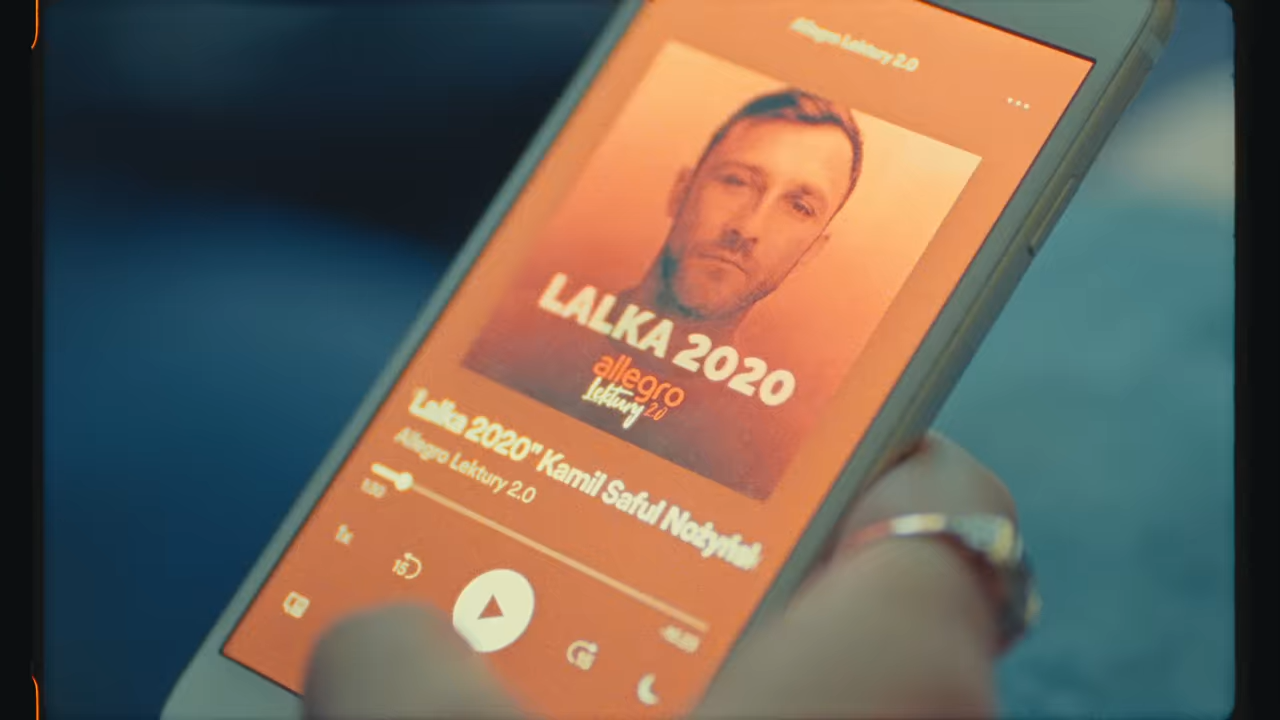 Allegro Lektury 2.0
LALKA 2020
allegro
Lektury 2.0
Lalka 2020" Kamil Saful Nożyńsk
Allegro Lektury 2.0
1x
15